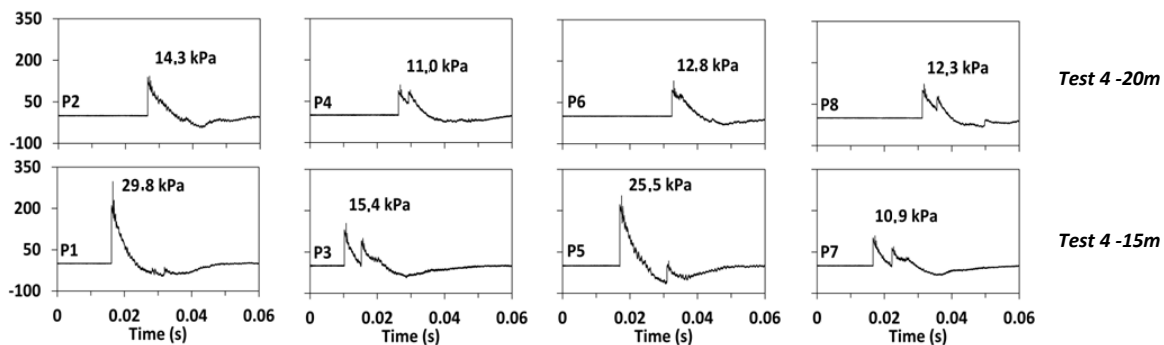 350
200
50
-100
14,3 kPa
P2
11,0 kPa
P4
12.8 kPa
P6
12,3 kPa
P8
Test 4 -20m
350
200
50
-100
29.8 kPa
P1
15,4 kPa
P3
25,5 kPa
P5
10,9 kPa
P7
Test 4 -15m
0 0.02 0.04 0.06
0 0.02 0.04 0.06
0 0.02 0.04 0.06
0 0.02 0.04 0.06
Time (s)
Time (s)
Time (s)
Time (s)